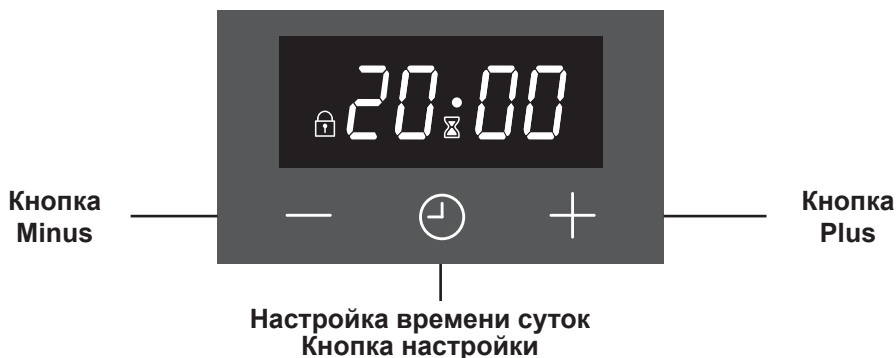 20:00
Кнопка
Minus
Кнопка
Plus
Настройка времени суток
Кнопка настройки